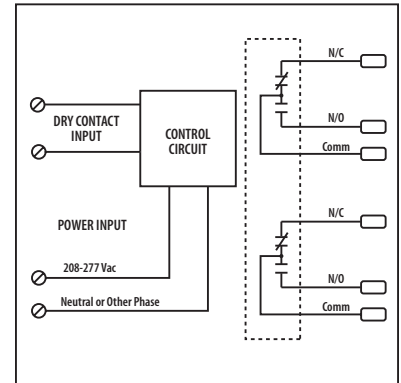 DRY CONTACT
INPUT
CONTROL
CIRCUIT
POWER INPUT
208-277 Vac
Neutral or Other Phase
N/C
N/O
Comm
N/C
N/O
Comm